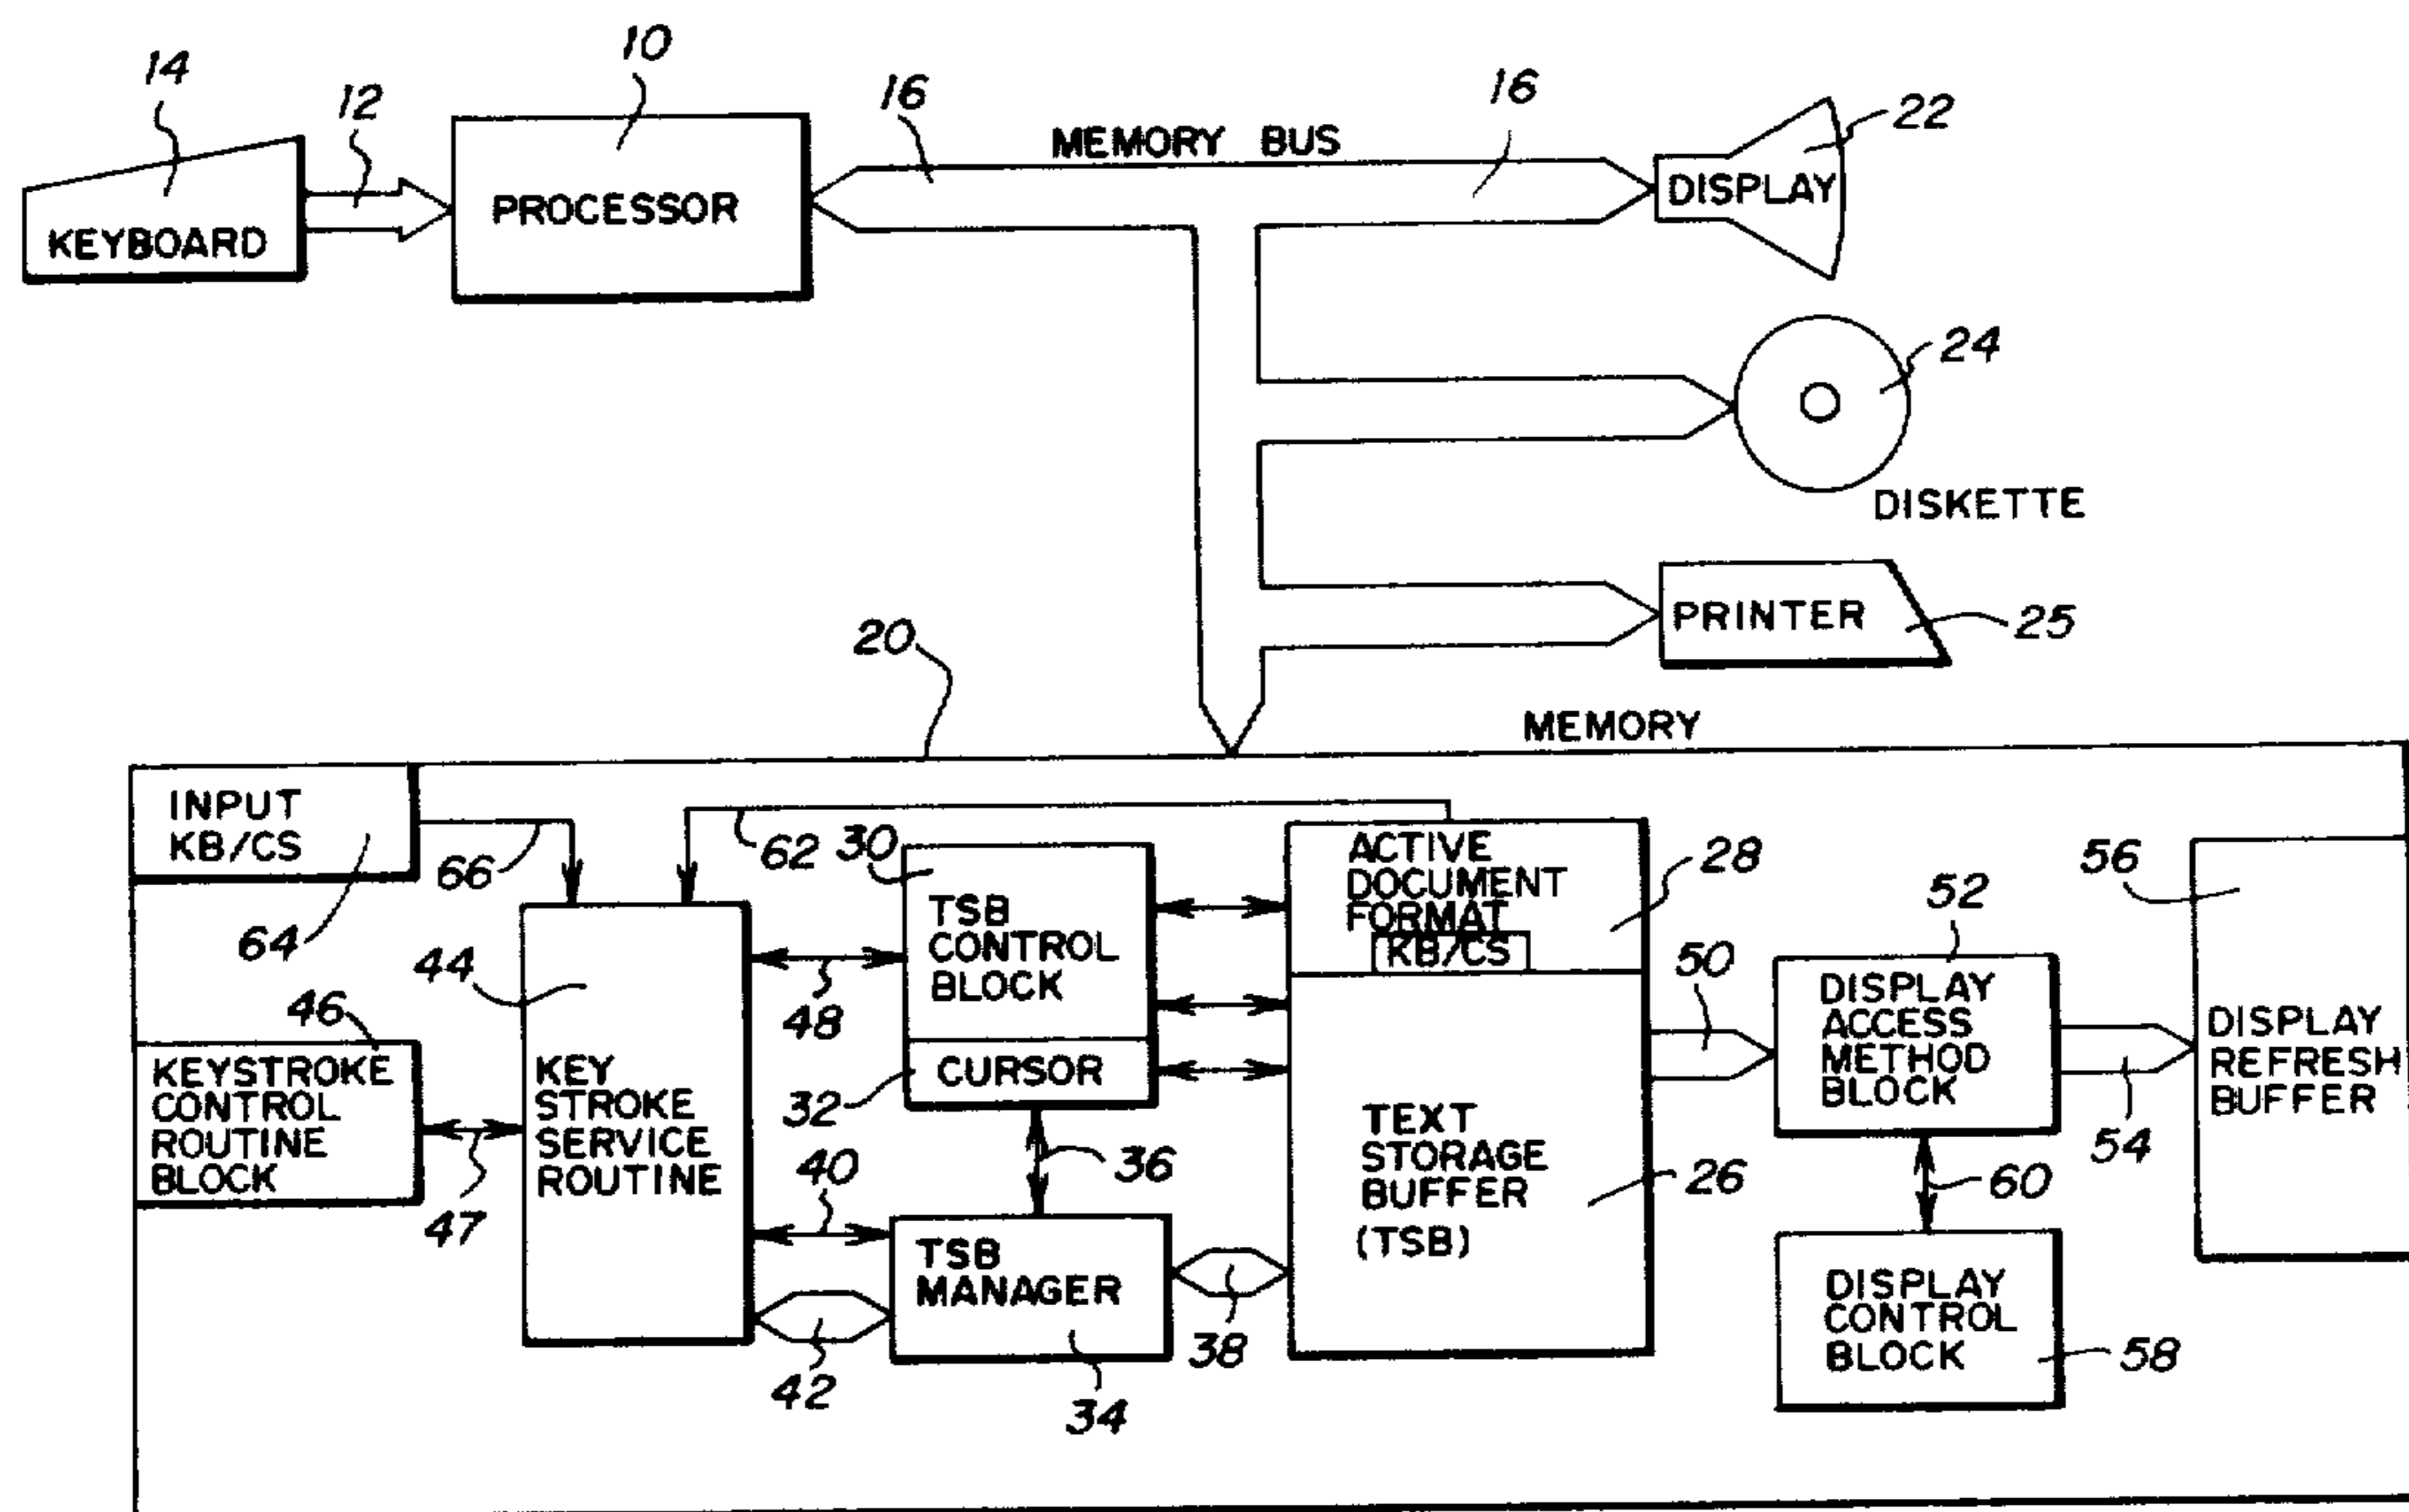 14
12
10
16
MEMORY BUS
16
22
KEYBOARD
PROCESSOR
DISPLAY
24
DISKETTE
PRINTER
25
20
MEMORY
INPUT
KB/CS
66
64
62
30
TSB
CONTROL
BLOCK
ACTIVE
DOCUMENT
FORMAT
KB/CS
28
44
48
CURSOR
32
50
52
DISPLAY
ACCESS
METHOD
BLOCK
56
DISPLAY
REFRESH
BUFFER
54
46
KEYSTROKE
CONTROL
ROUTINE
BLOCK
47
KEY
STROKE
SERVICE
ROUTINE
40
36
TEXT
STORAGE
BUFFER
(TSB)
26
60
TSB
MANAGER
42
34
38
DISPLAY
CONTROL
BLOCK
58